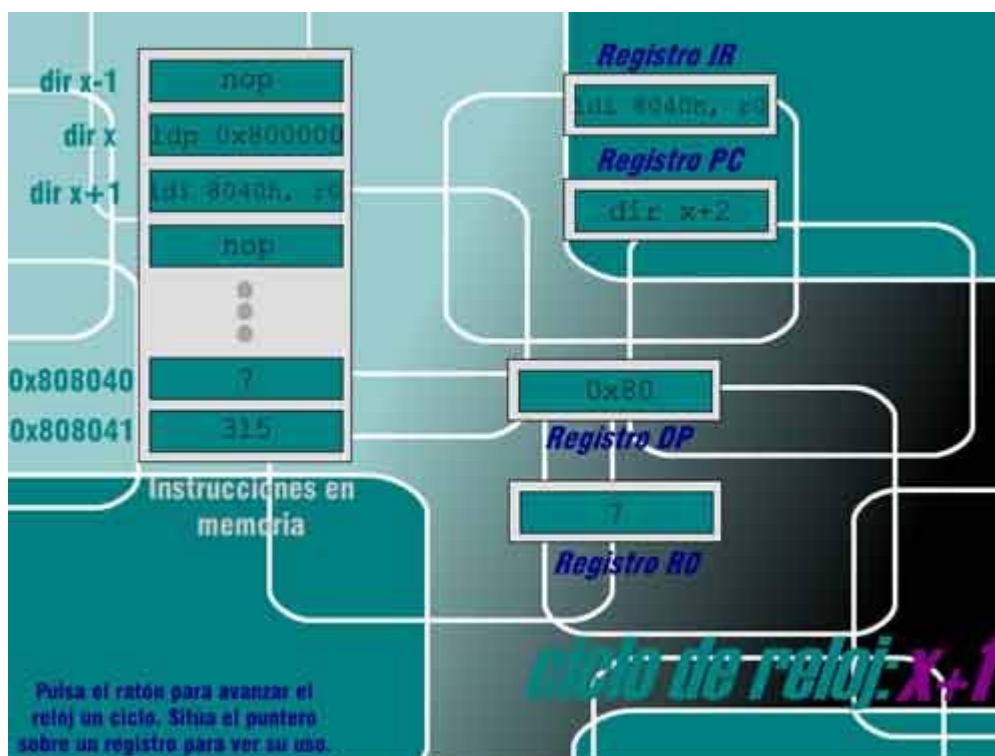 Registro IR
dir x-1
nop
ldi 8040h, r0
dir x
ldp 0x800000
Registro PC
dir x+1
ldi 8040h, r0
dir x+2
nop
0x808040
?
0x80
0x808041
315
Registro DP
Instrucciones en
memoria
?
Registro R0
ciclo de reloj: x+1
Pulsa el ratón para avanzar el
reloj un ciclo. Sitúa el puntero
sobre un registro para ver su uso.